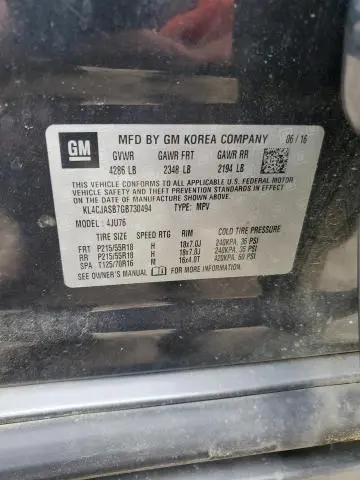 GM
MFD BY GM KOREA COMPANY 06/16
GVWR GAWR FRT GAWR RR
4286 LB 2348 LB 2194 LB
THIS VEHICLE CONFORMS TO ALL APPLICABLE U.S. FEDERAL MOTOR
VEHICLE SAFETY AND THEFT PREVENTION STANDARDS IN EFFECT
ON THE DATE OF MANUFACTURE SHOWN ABOVE.
KL4CJASB7GB730494 TYPE: MPV
MODEL: 4JU76
TIRE SIZE SPEED RTG RIM COLD TIRE PRESSURE
FRT P215/55R18 H 18x7.0J 240KPA, 35 PSI
RR P215/55R18 H 18x7.0J 240KPA, 35 PSI
SPA T125/70R16 M 16x4.0T 420KPA, 60 PSI
SEE OWNER'S MANUAL FOR ADDITIONAL INFORMATION